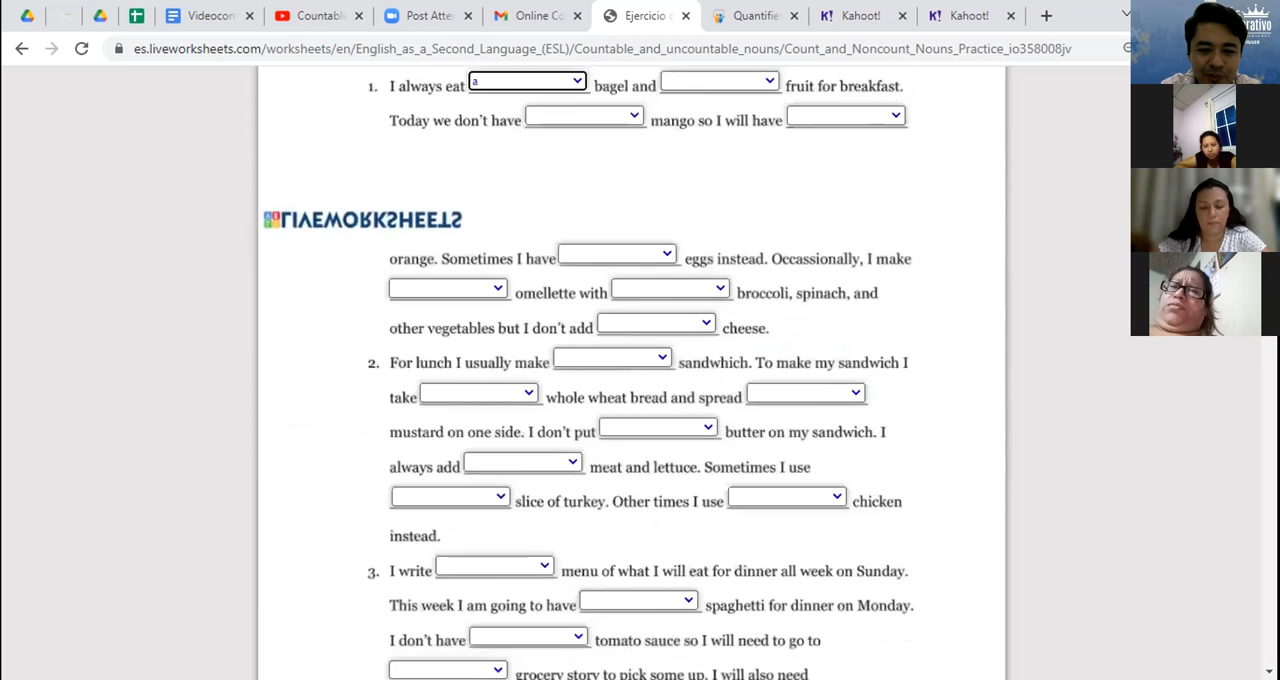 Videocon
Countabl
Post Atte
Online Co
Ejercicio
Quantifie
Kahoot!
Kahoot!
es.liveworksheets.com/worksheets/en/English_as_a_Second_Language_(ESL)/Countable_and_uncountable_nouns/Count_and_Noncount_Nouns_Practice_io358008jv
1. I always eat a bagel and fruit for breakfast.
Today we don't have mango so I will have
LIVEWORKSHEETS
orange. Sometimes I have eggs instead. Occassionally, I make
omellette with broccoli, spinach, and
other vegetables but I don't add cheese.
2. For lunch I usually make sandwhich. To make my sandwich I
take whole wheat bread and spread
mustard on one side. I don't put butter on my sandwich. I
always add meat and lettuce. Sometimes I use
slice of turkey. Other times I use chicken
instead.
3. I write menu of what I will eat for dinner all week on Sunday.
This week I am going to have spaghetti for dinner on Monday.
I don't have tomato sauce so I will need to go to
grocery story to pick some up. I will also need